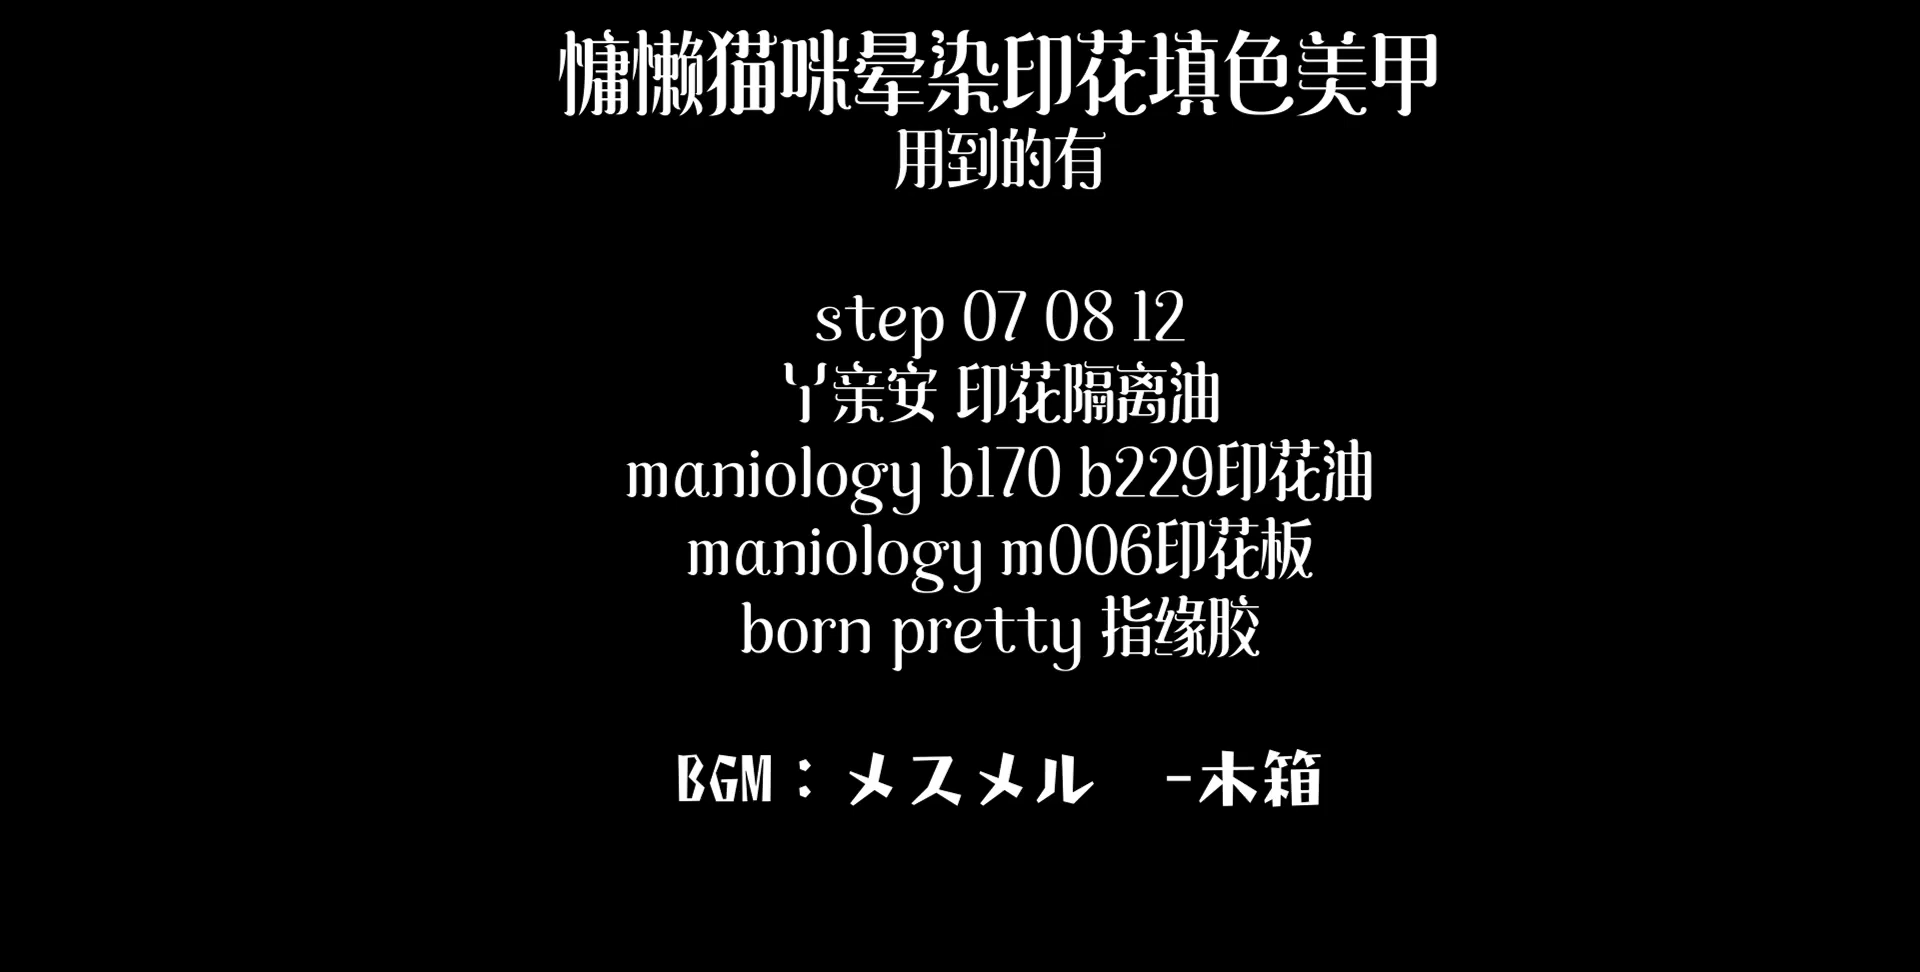 慵懒猫咪晕染印花填色美甲
用到的有
step 07 08 12
丫亲安 印花隔离油
maniology b170 b229印花油
maniology m006印花板
born pretty 指缘胶
BGM：メスメル -木箱